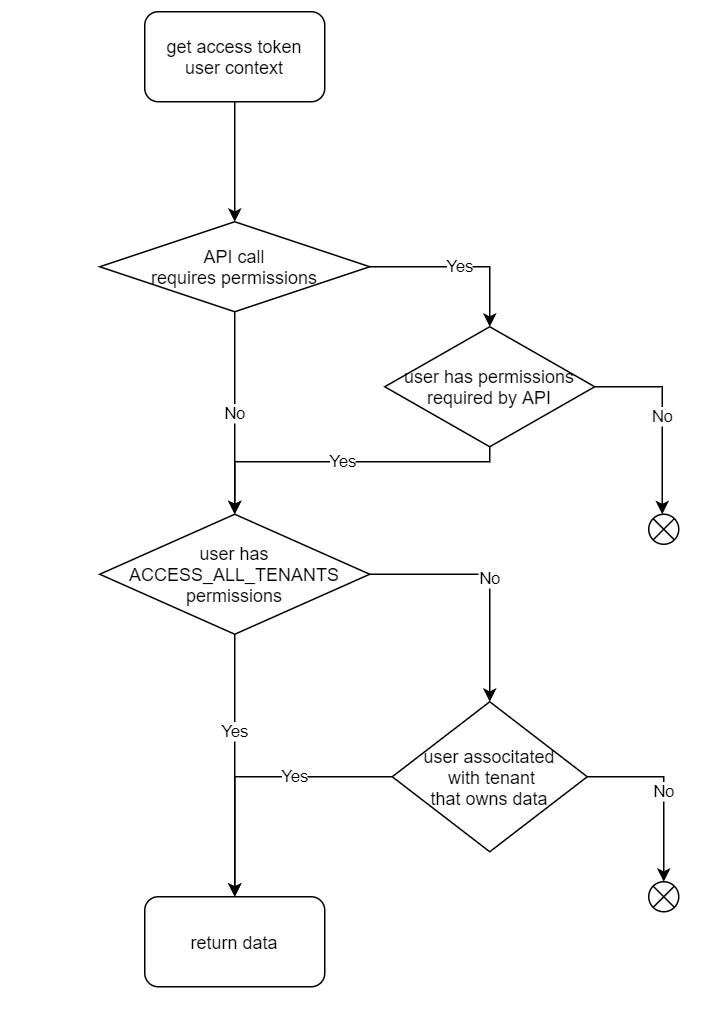 get access token
user context
API call
requires permissions
Yes
user has permissions
required by API
No
No
Yes
user has
ACCESS_ALL_TENANTS
permissions
No
Yes
user associtated
with tenant
that owns data
Yes
No
return data